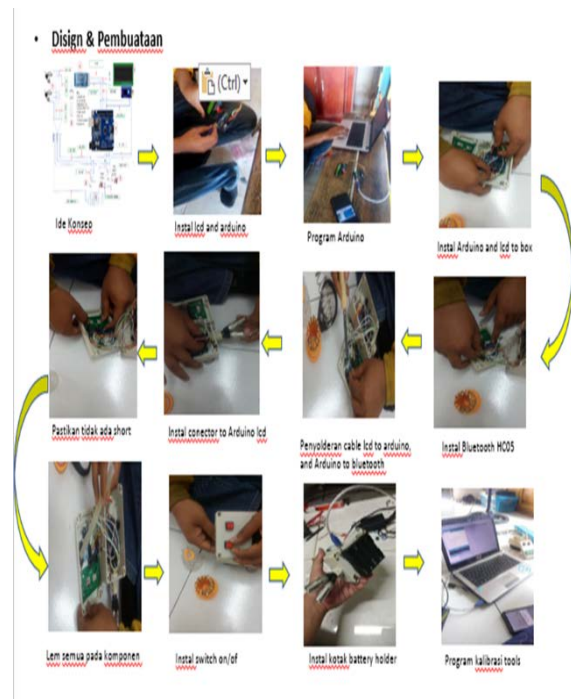 • Disign & Pembuataan
(Ctrl)
Ide Konsep
Instal lcd and arduino
Program Arduino
Instal Arduino and lcd to box
Pastikan tidak ada short
Instal conector to Arduino lcd
Penyolderan cable lcd to arduino,
and Arduino to bluetooth
Instal Bluetooth HC05
Lem semua pada komponen
Instal switch on/of
Instal kotak battery holder
Program kalibrasi tools